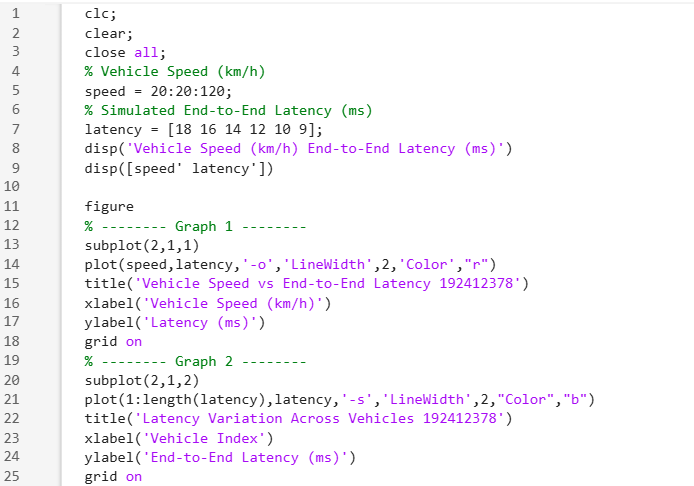 1 clc;
2 clear;
3 close all;
4 % Vehicle Speed (km/h)
5 speed = 20:20:120;
6 % Simulated End-to-End Latency (ms)
7 latency = [18 16 14 12 10 9];
8 disp('Vehicle Speed (km/h) End-to-End Latency (ms)')
9 disp([speed' latency'])
10
11 figure
12 % -------- Graph 1 --------
13 subplot(2,1,1)
14 plot(speed,latency,'-o','LineWidth',2,'Color',"r")
15 title('Vehicle Speed vs End-to-End Latency 192412378')
16 xlabel('Vehicle Speed (km/h)')
17 ylabel('Latency (ms)')
18 grid on
19 % -------- Graph 2 --------
20 subplot(2,1,2)
21 plot(1:length(latency),latency,'-s','LineWidth',2,"Color","b")
22 title('Latency Variation Across Vehicles 192412378')
23 xlabel('Vehicle Index')
24 ylabel('End-to-End Latency (ms)')
25 grid on